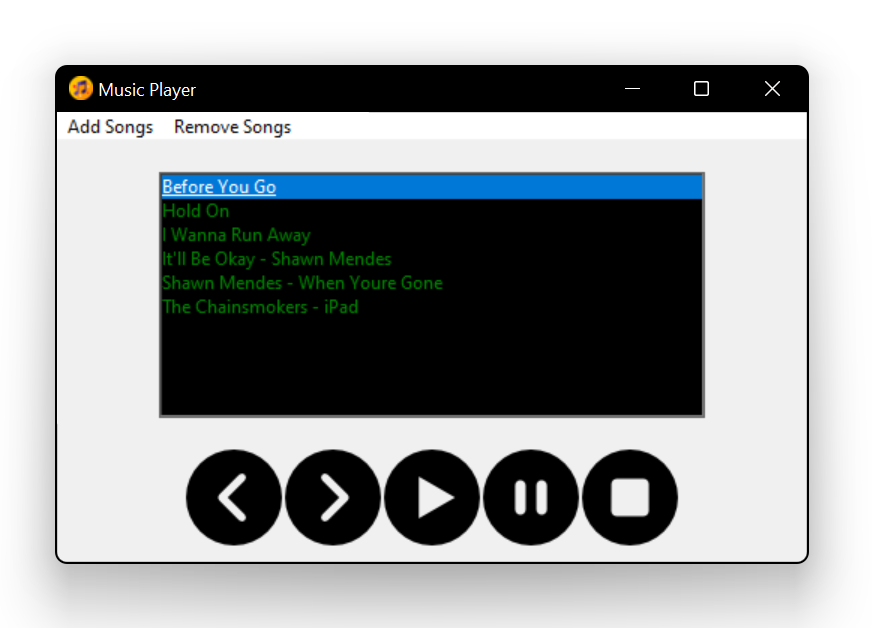 Music Player
Add Songs Remove Songs
Before You Go
Hold On
I Wanna Run Away
It'll Be Okay - Shawn Mendes
Shawn Mendes - When Youre Gone
The Chainsmokers - iPad